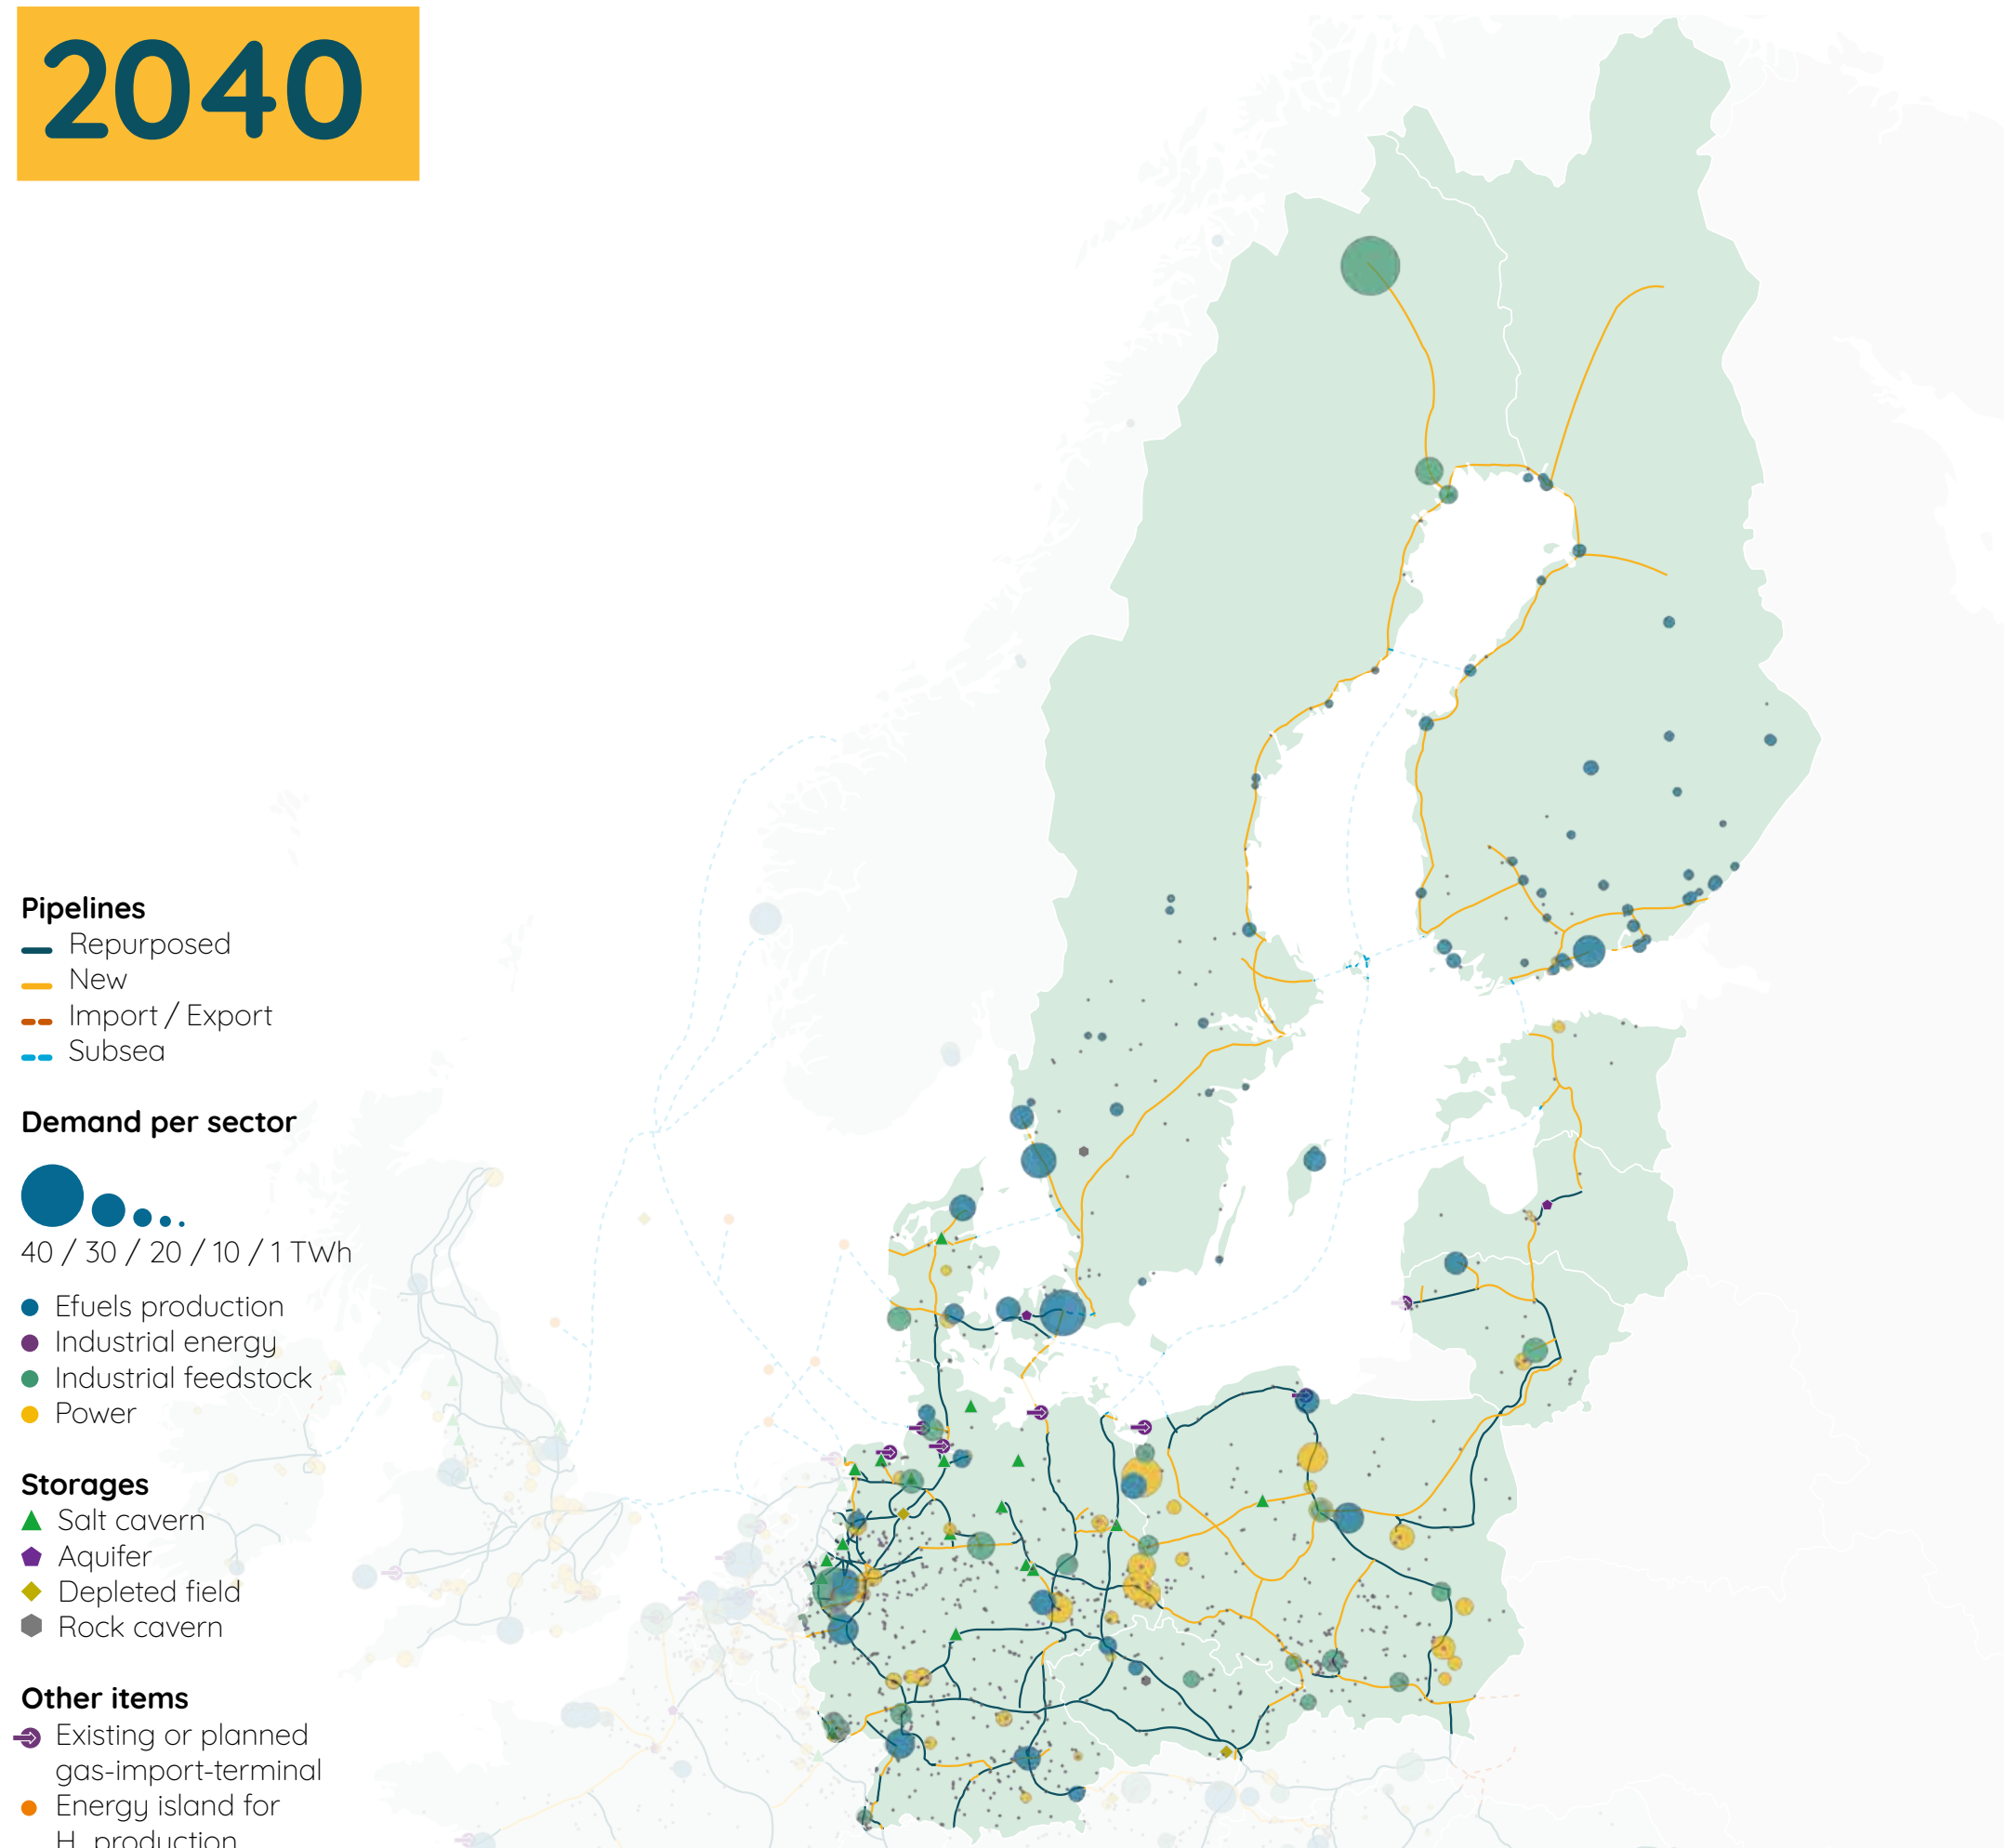 2040
Pipelines
Repurposed
New
Import / Export
Subsea
Demand per sector
40 / 30 / 20 / 10 / 1 TWh
Efuels production
Industrial energy
Industrial feedstock
Power
Storages
Salt cavern
Aquifer
Depleted field
Rock cavern
Other items
Existing or planned
gas-import-terminal
Energy island for
H₂ production